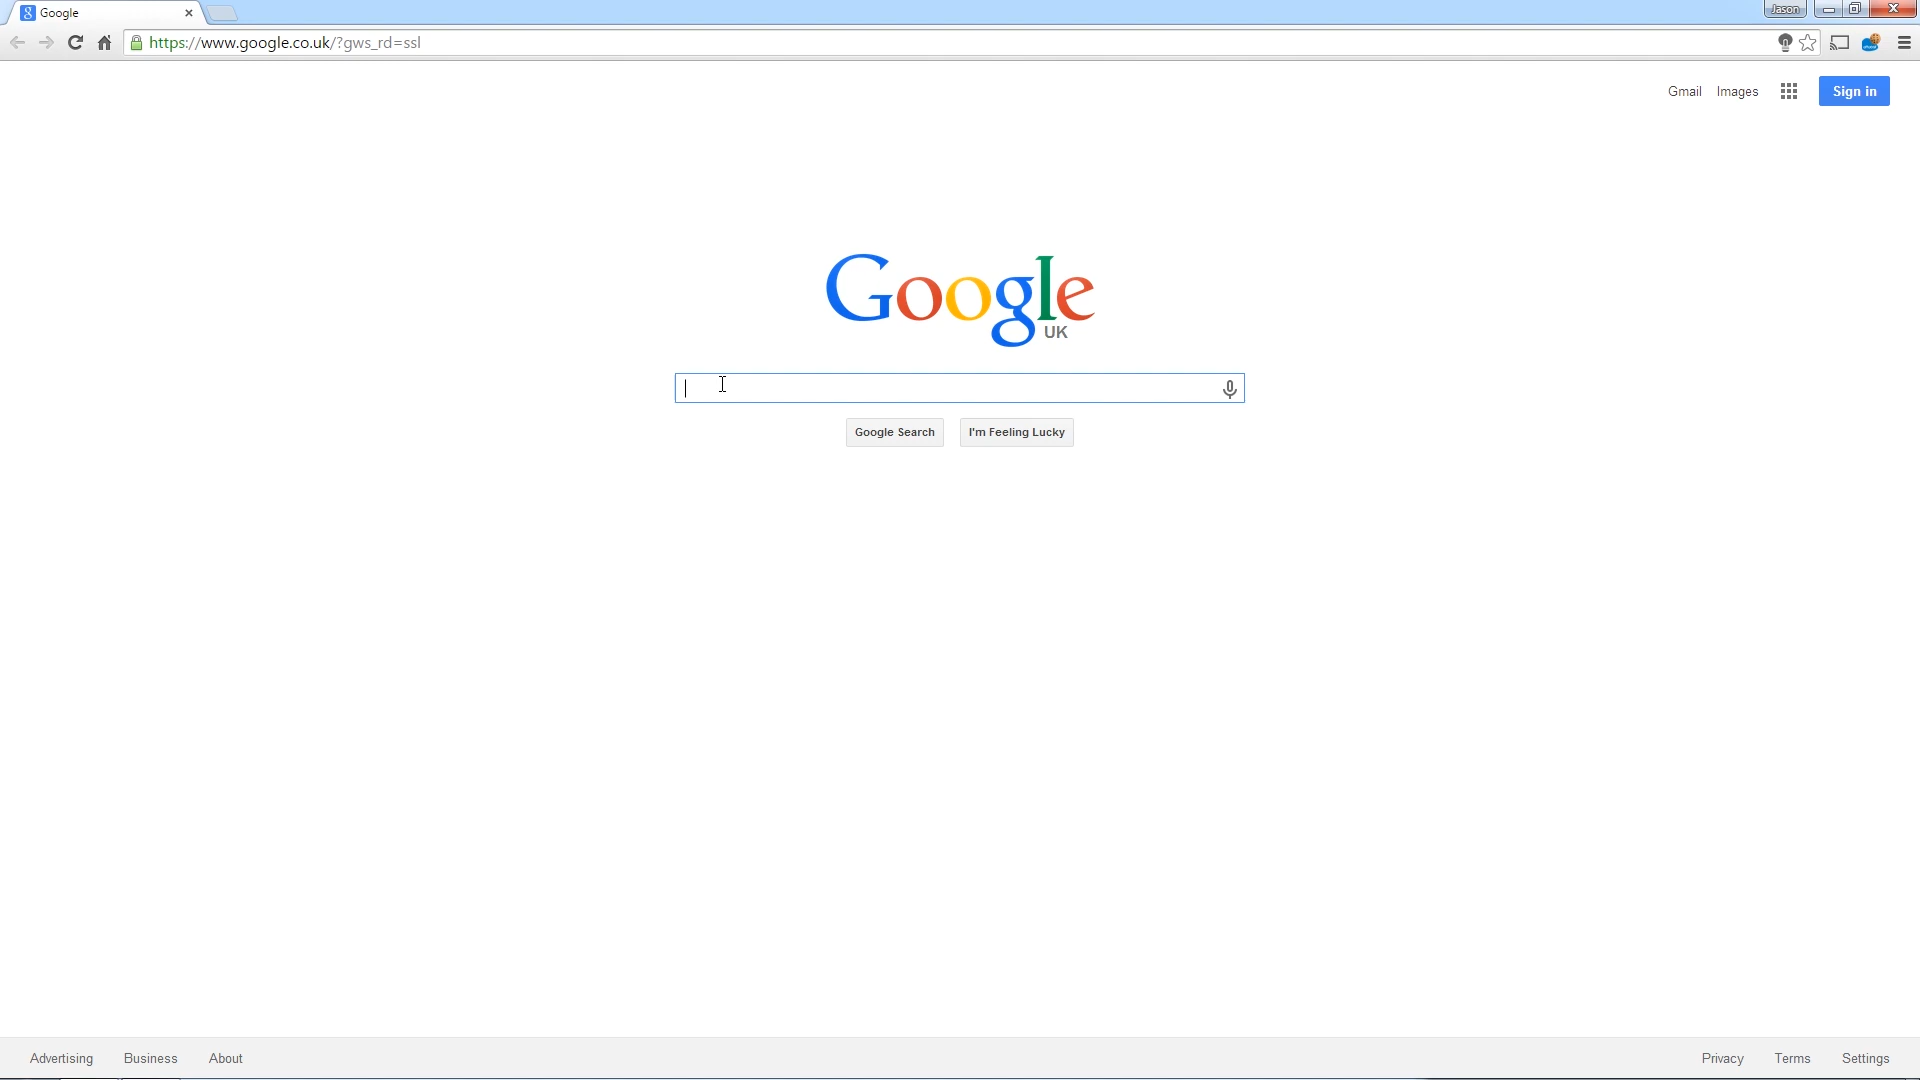 Google
Jason
https://www.google.co.uk/?gws_rd=ssl
Gmail Images Sign in
Google
UK
Google Search I'm Feeling Lucky
Advertising Business About Privacy Terms Settings